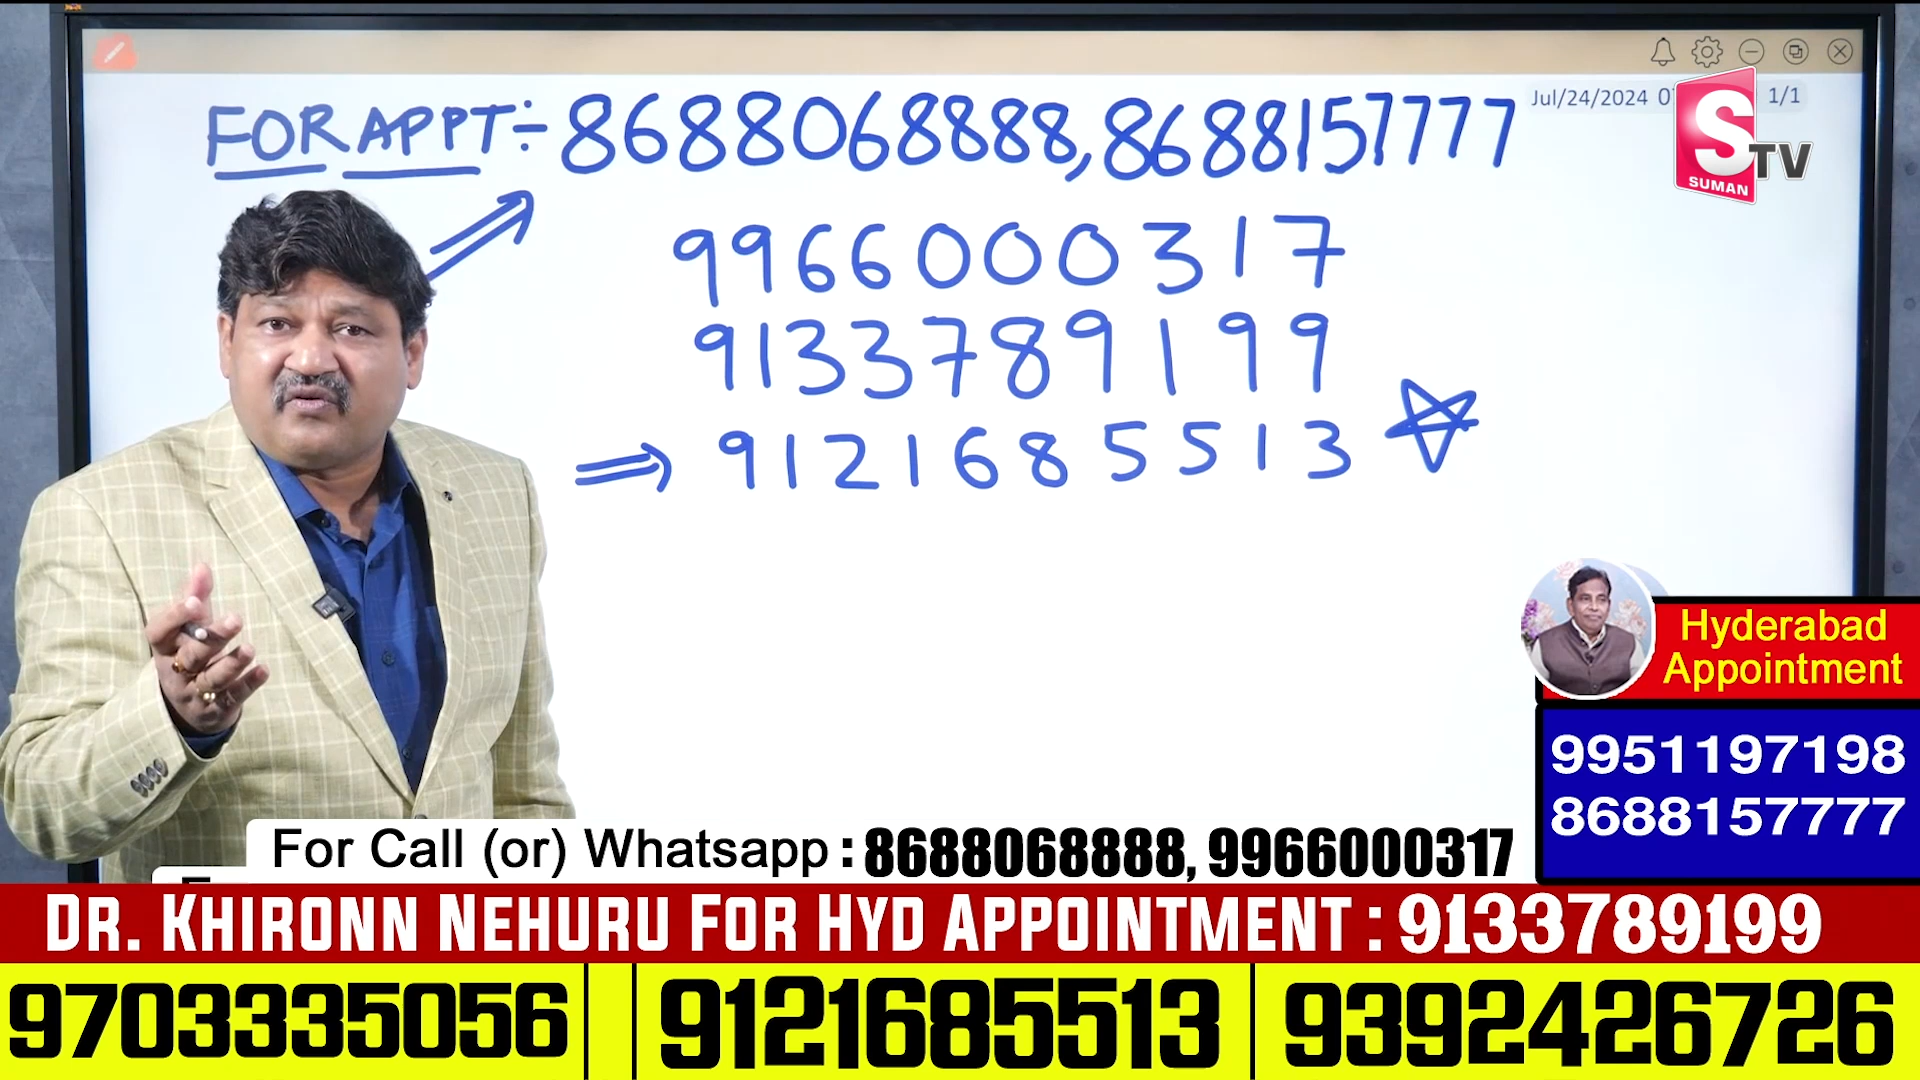 Jul/24/2024 1/1
S
TV
SUMAN
FOR APPT:- 8688068888, 8688157777
9966000317
9133789199
⇒ 9121685513
Hyderabad
Appointment
9951197198
8688157777
For Call (or) Whatsapp : 8688068888, 9966000317
DR. KHIRONN NEHURU FOR HYD APPOINTMENT : 9133789199
9703335056 9121685513 9392426726